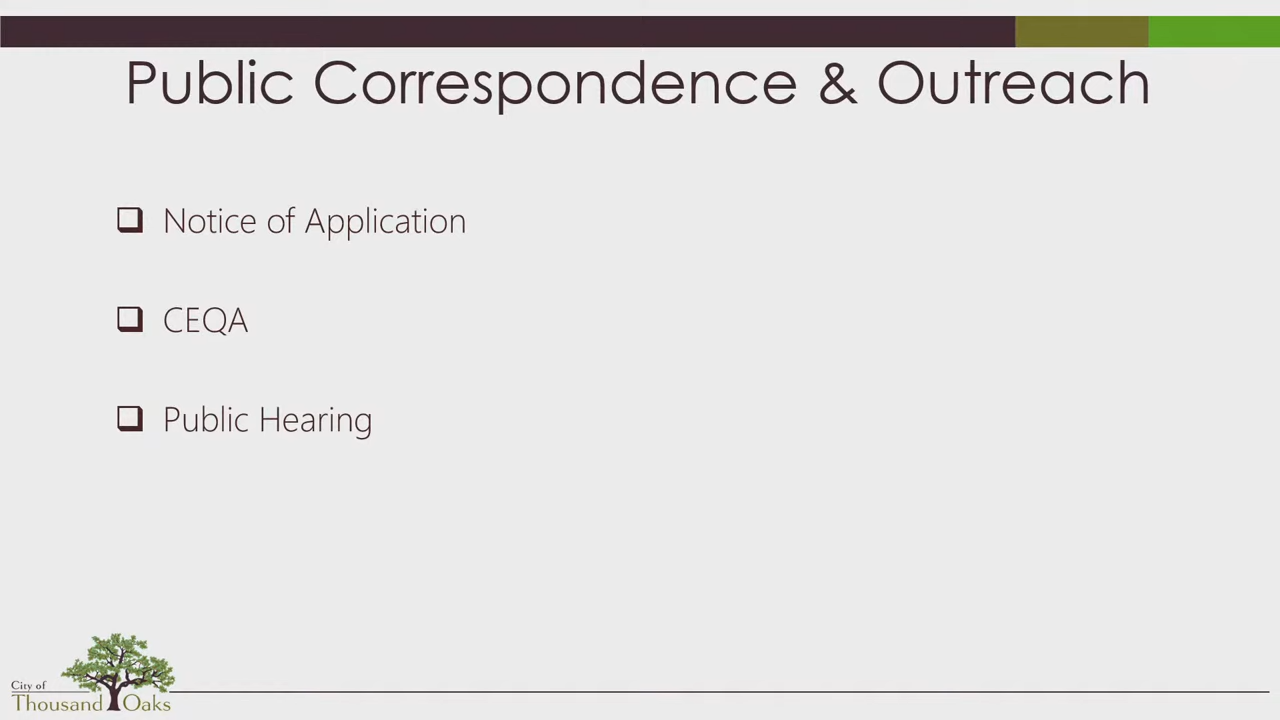 Public Correspondence & Outreach
Notice of Application
CEQA
Public Hearing
City of
Thousand Oaks